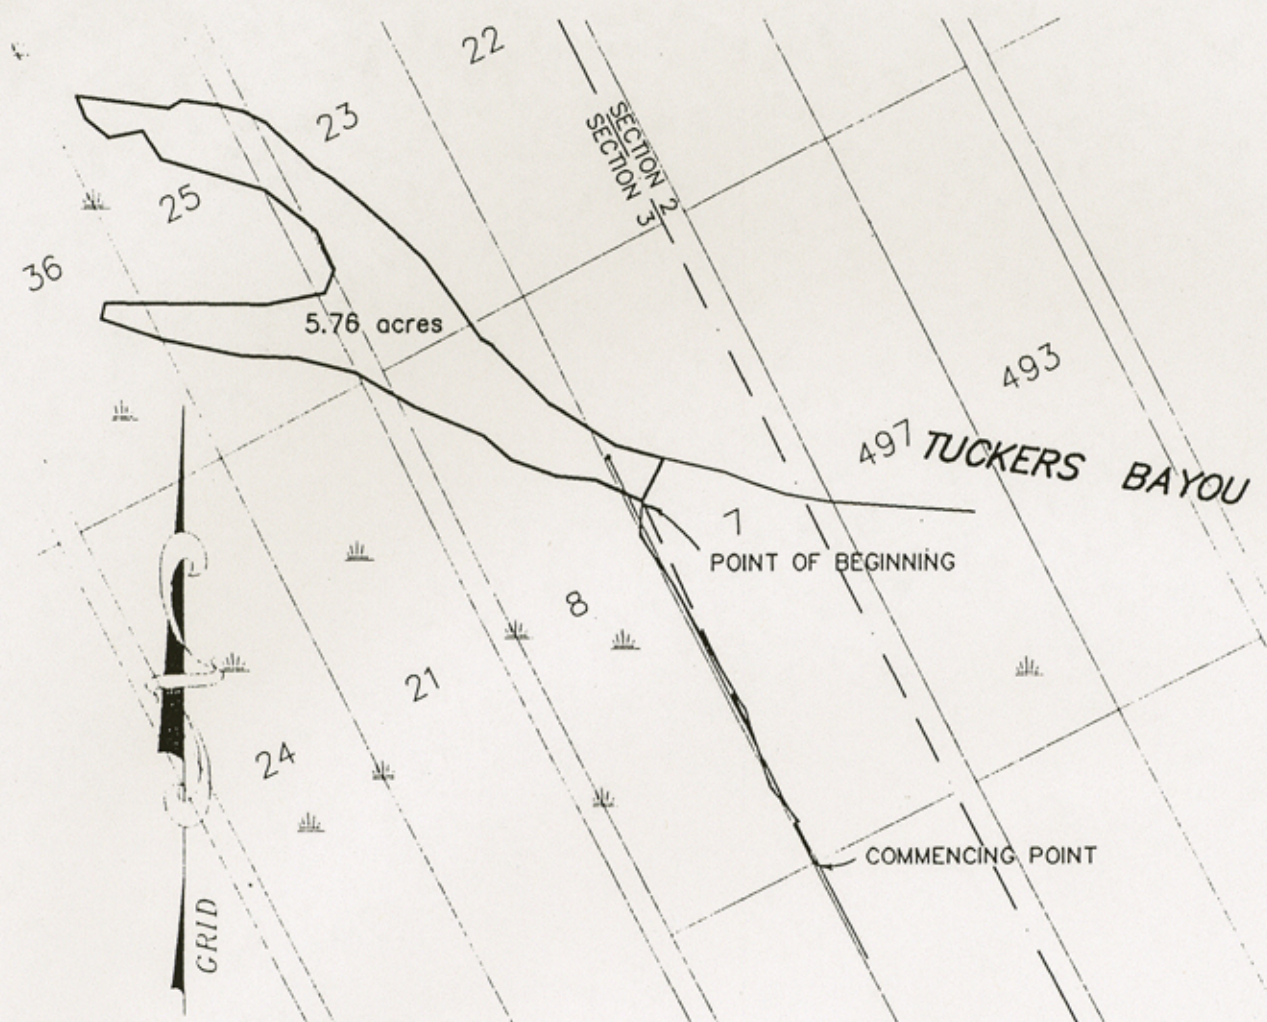 22
23
SECTION 2
SECTION 3
25
36
5.76 acres
493
497
TUCKERS BAYOU
7
POINT OF BEGINNING
8
21
24
COMMENCING POINT
GRID